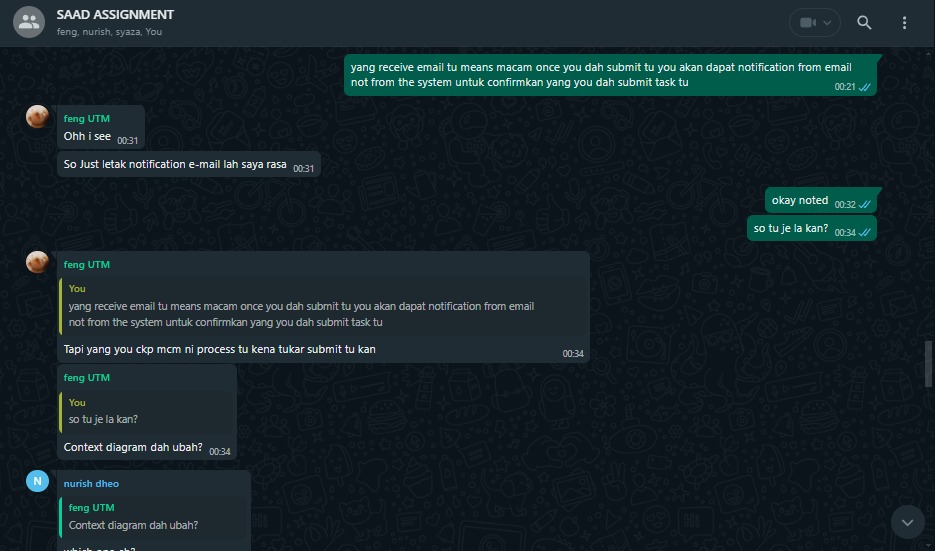 SAAD ASSIGNMENT
feng, nurish, syaza, You
yang receive email tu means macam once you dah submit tu you akan dapat notification from email
not from the system untuk confirmkan yang you dah submit task tu
00:21
feng UTM
Ohh i see 00:31
So Just letak notification e-mail lah saya rasa 00:31
okay noted 00:32
so tu je la kan? 00:34
feng UTM
You
yang receive email tu means macam once you dah submit tu you akan dapat notification from email
not from the system untuk confirmkan yang you dah submit task tu
Tapi yang you ckp mcm ni process tu kena tukar submit tu kan
00:34
feng UTM
You
so tu je la kan?
Context diagram dah ubah? 00:34
N
nurish dheo
feng UTM
Context diagram dah ubah?